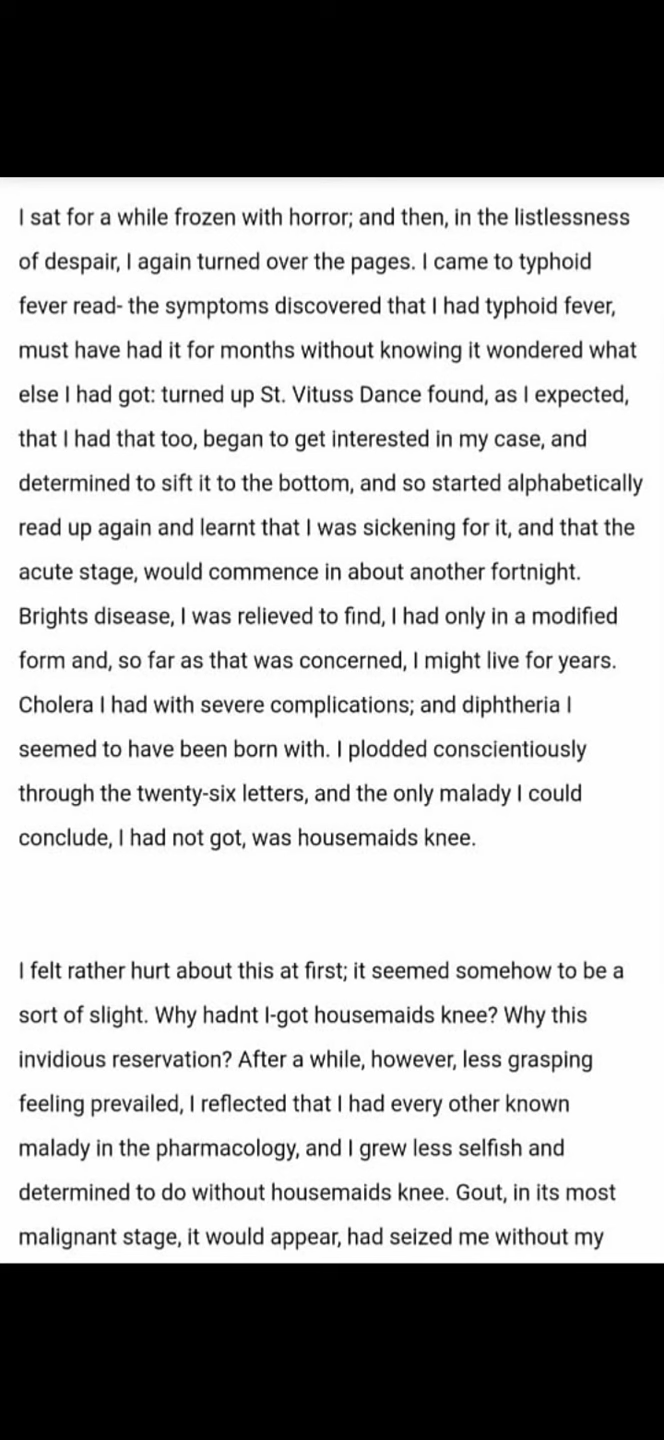 I sat for a while frozen with horror; and then, in the listlessness
of despair, I again turned over the pages. I came to typhoid
fever read- the symptoms discovered that I had typhoid fever,
must have had it for months without knowing it wondered what
else I had got: turned up St. Vituss Dance found, as I expected,
that I had that too, began to get interested in my case, and
determined to sift it to the bottom, and so started alphabetically
read up again and learnt that I was sickening for it, and that the
acute stage, would commence in about another fortnight.
Brights disease, I was relieved to find, I had only in a modified
form and, so far as that was concerned, I might live for years.
Cholera I had with severe complications; and diphtheria I
seemed to have been born with. I plodded conscientiously
through the twenty-six letters, and the only malady I could
conclude, I had not got, was housemaids knee.
I felt rather hurt about this at first; it seemed somehow to be a
sort of slight. Why hadnt I-got housemaids knee? Why this
invidious reservation? After a while, however, less grasping
feeling prevailed, I reflected that I had every other known
malady in the pharmacology, and I grew less selfish and
determined to do without housemaids knee. Gout, in its most
malignant stage, it would appear, had seized me without my